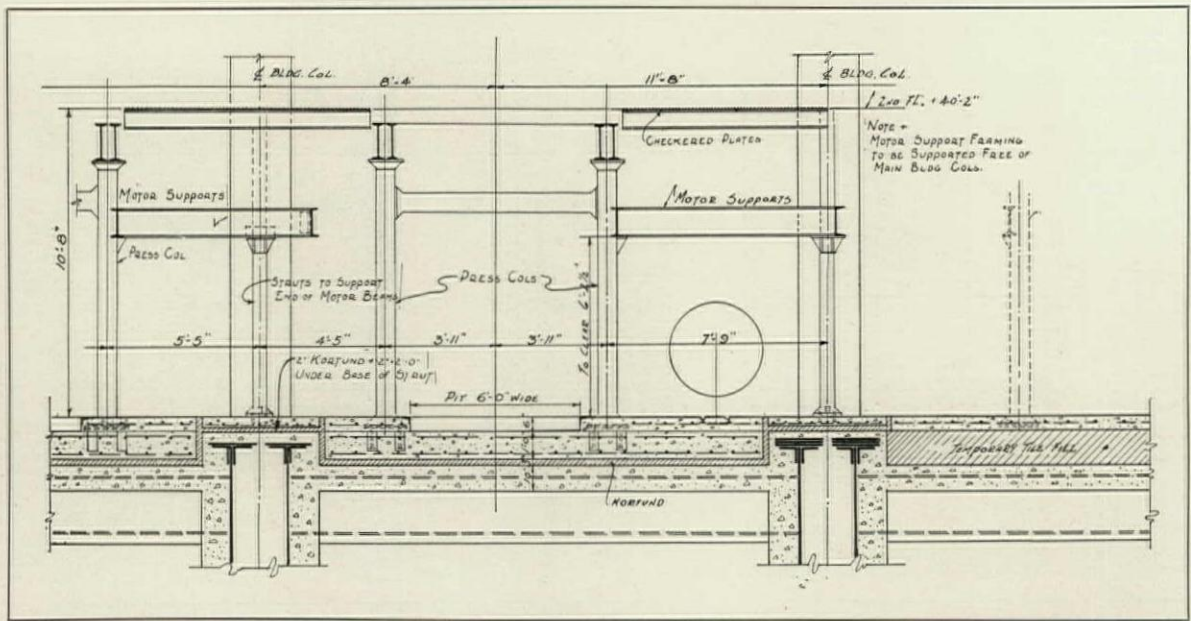 ℄ BLDG. COL.
8'-4"
11'-8"
℄ BLDG. COL.
2ND FL. + 40'-2"
CHECKERED PLATES
NOTE -
MOTOR SUPPORT FRAMING
TO BE SUPPORTED FREE OF
MAIN BLDG COLS.
MOTOR SUPPORTS
MOTOR SUPPORTS
10'-8"
PRESS COL
STRUTS TO SUPPORT
END OF MOTOR BEAMS
PRESS COLS
TO CLEAR
5'-5"
4'-5"
3'-11"
3'-11"
7'-9"
2" KORFUND
UNDER BASE OF STRUT
PIT 6'-0" WIDE
TEMPORARY TILE FILL
KORFUND